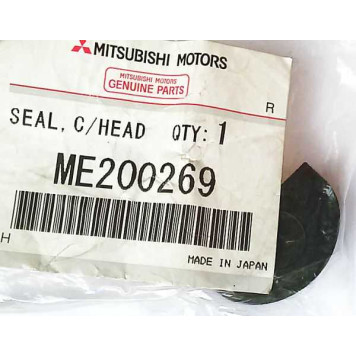 MITSUBISHI MOTORS
MITSUBISHI MOTORS
GENUINE PARTS
R
SEAL, C/HEAD QTY: 1
ME200269
H
MADE IN JAPAN